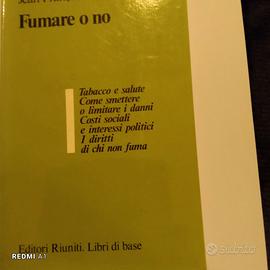 Fumare o no
Tabacco e salute
Come smettere
o limitare i danni
Costi sociali
e interessi politici
I diritti
di chi non fuma
Editori Riuniti. Libri di base
REDMI A1
Subito